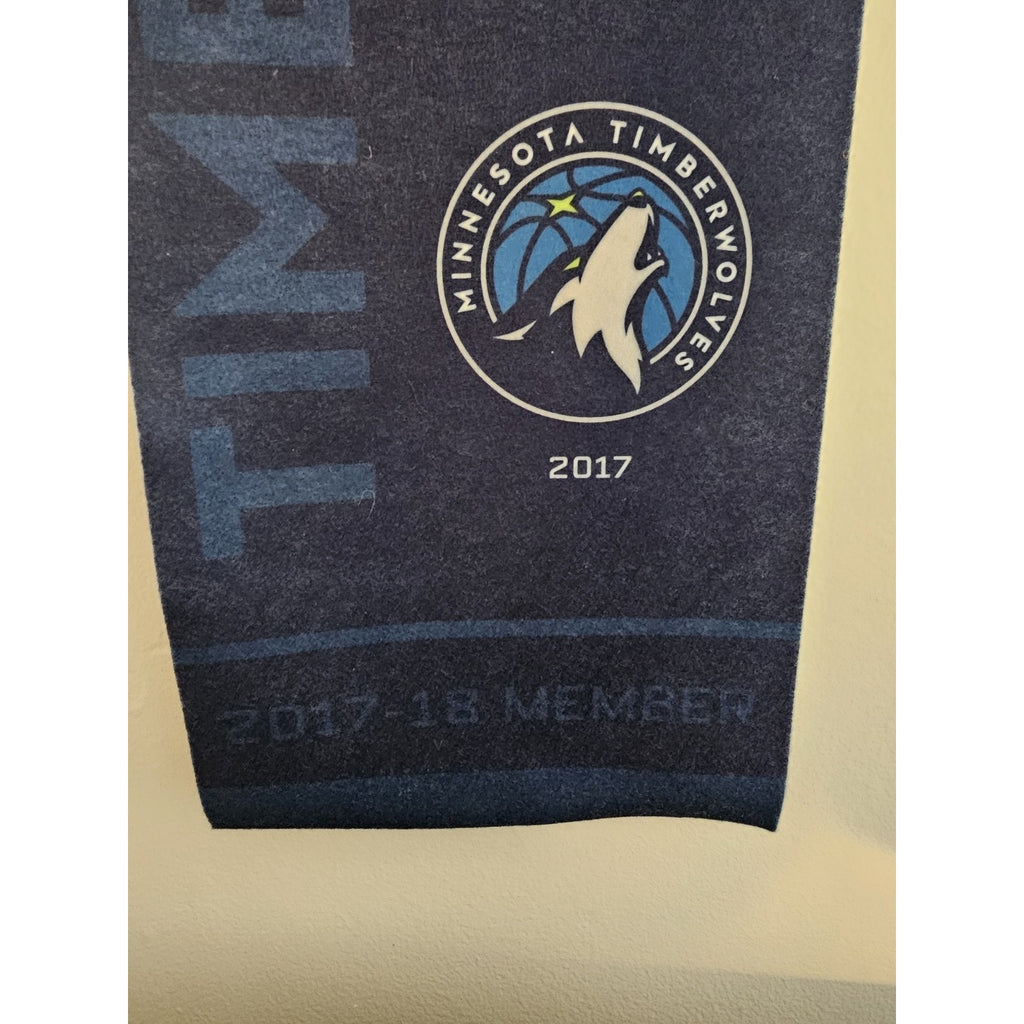 TIMBE
MINNESOTA TIMBERWOLVES
2017
2017-18 MEMBER